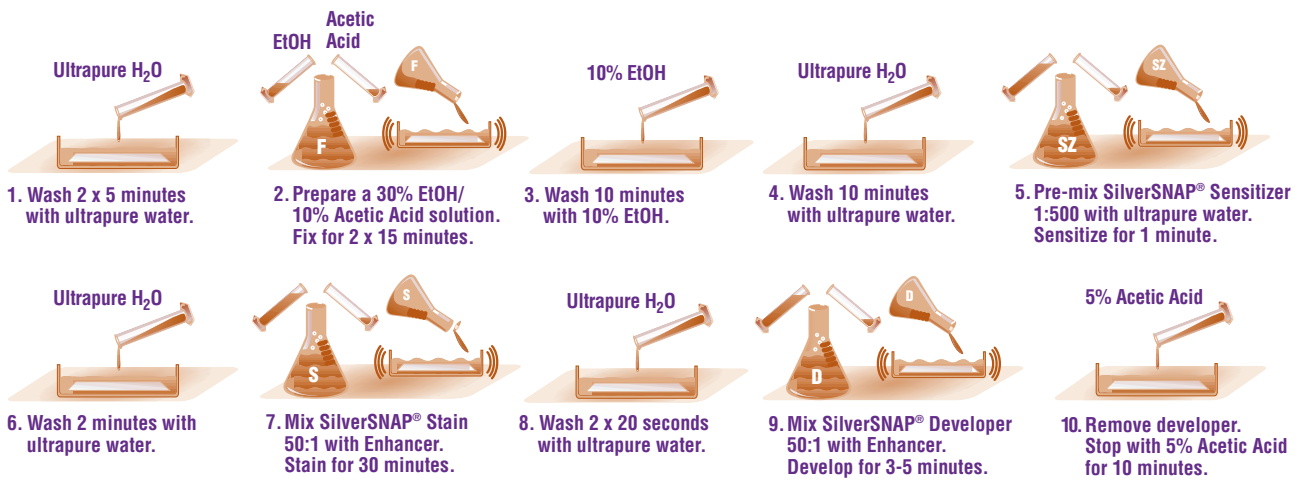 Ultrapure H₂O
1. Wash 2 x 5 minutes
with ultrapure water.
EtOH
Acetic
Acid
F
F
2. Prepare a 30% EtOH/
10% Acetic Acid solution.
Fix for 2 x 15 minutes.
10% EtOH
3. Wash 10 minutes
with 10% EtOH.
Ultrapure H₂O
4. Wash 10 minutes
with ultrapure water.
SZ
SZ
5. Pre-mix SilverSNAP® Sensitizer
1:500 with ultrapure water.
Sensitize for 1 minute.
Ultrapure H₂O
6. Wash 2 minutes with
ultrapure water.
S
S
7. Mix SilverSNAP® Stain
50:1 with Enhancer.
Stain for 30 minutes.
Ultrapure H₂O
8. Wash 2 x 20 seconds
with ultrapure water.
D
D
9. Mix SilverSNAP® Developer
50:1 with Enhancer.
Develop for 3-5 minutes.
5% Acetic Acid
10. Remove developer.
Stop with 5% Acetic Acid
for 10 minutes.